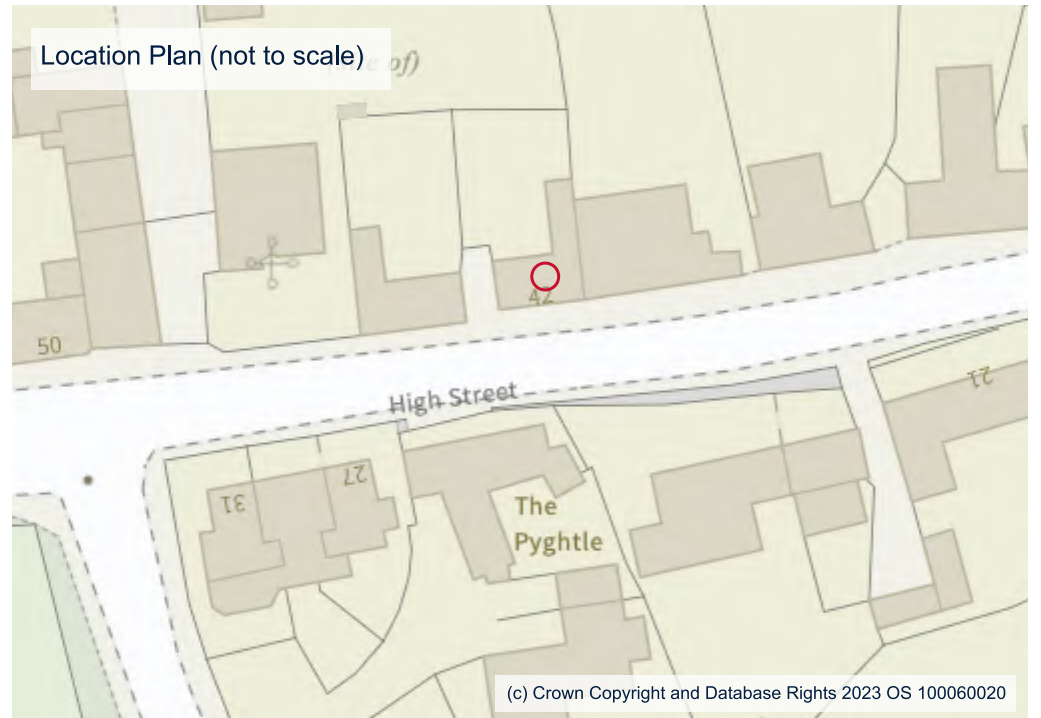 Location Plan (not to scale)
of)
42
50
High Street
21
27
31
The
Pyghtle
(c) Crown Copyright and Database Rights 2023 OS 100060020